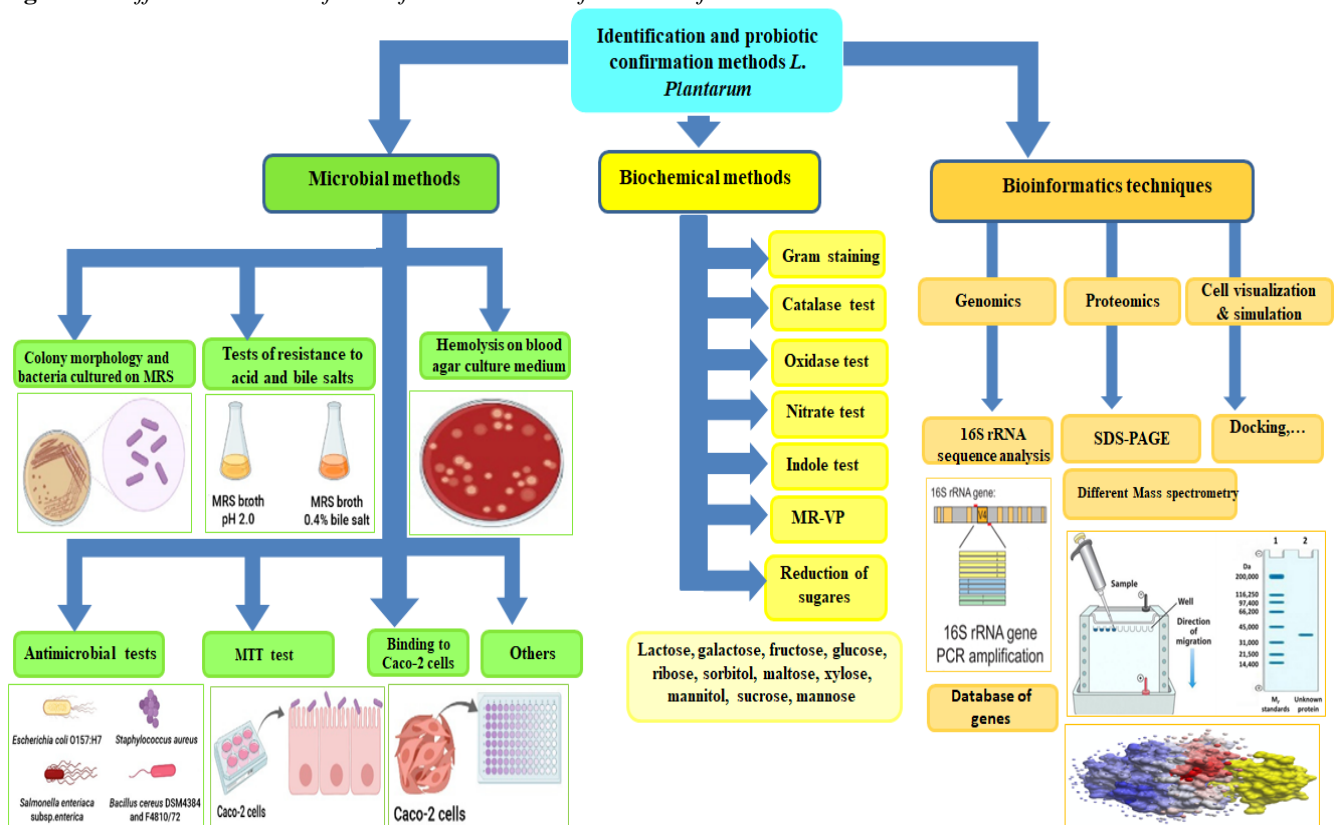 Identification and probiotic
confirmation methods L.
Plantarum
Microbial methods
Biochemical methods
Bioinformatics techniques
Colony morphology and
bacteria cultured on MRS
Tests of resistance to
acid and bile salts
Hemolysis on blood
agar culture medium
MRS broth
pH 2.0
MRS broth
0.4% bile salt
Antimicrobial tests
MTT test
Binding to
Caco-2 cells
Others
Escherichia coli O157:H7
Staphylococcus aureus
Salmonella enteriaca
subsp.enterica
Bacillus cereus DSM4384
and F4810/72
Caco-2 cells
Caco-2 cells
Gram staining
Catalase test
Oxidase test
Nitrate test
Indole test
MR-VP
Reduction of
sugares
Lactose, galactose, fructose, glucose,
ribose, sorbitol, maltose, xylose,
mannitol, sucrose, mannose
Genomics
Proteomics
Cell visualization
& simulation
16S rRNA
sequence analysis
SDS-PAGE
Docking,...
Different Mass spectrometry
16S rRNA gene:
V4
16S rRNA gene
PCR amplification
Database of
genes
Sample
Well
Direction
of
migration
1 2
Da
200,000
116,250
97,400
66,200
45,000
31,000
21,500
14,400
Mr
standards
Unknown
protein